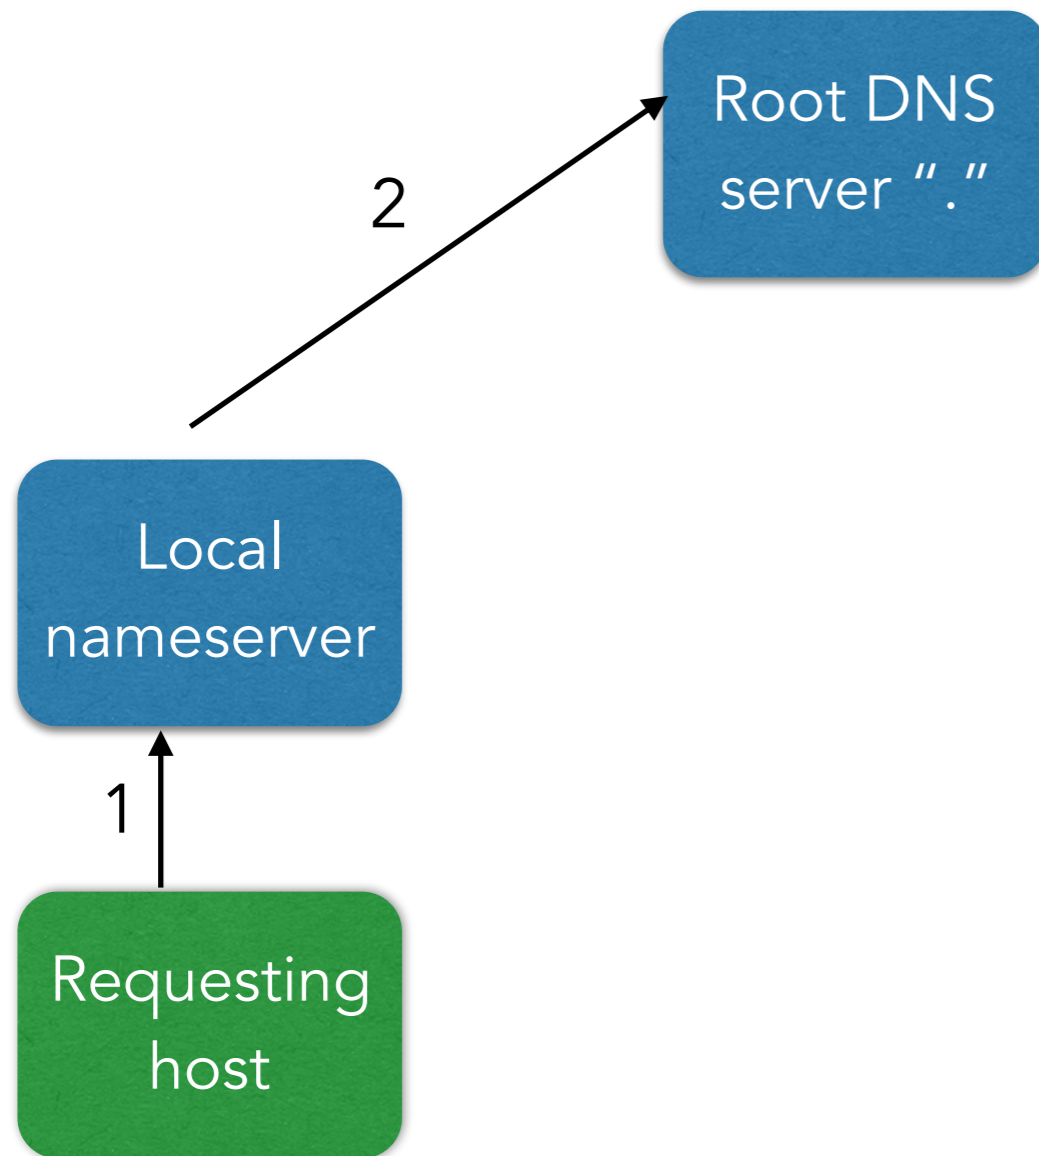 Root DNS
server “.”
2
Local
nameserver
1
Requesting
host